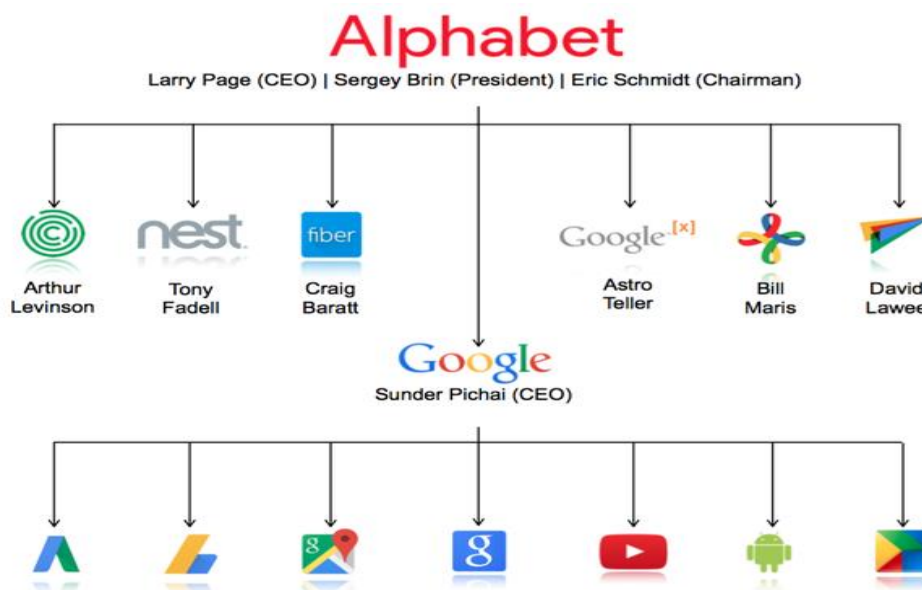 Alphabet
Larry Page (CEO) | Sergey Brin (President) | Eric Schmidt (Chairman)
C
nest
fiber
Google [x]
Arthur
Levinson
Tony
Fadell
Craig
Baratt
Astro
Teller
Bill
Maris
David
Lawee
Google
Sunder Pichai (CEO)
g
g